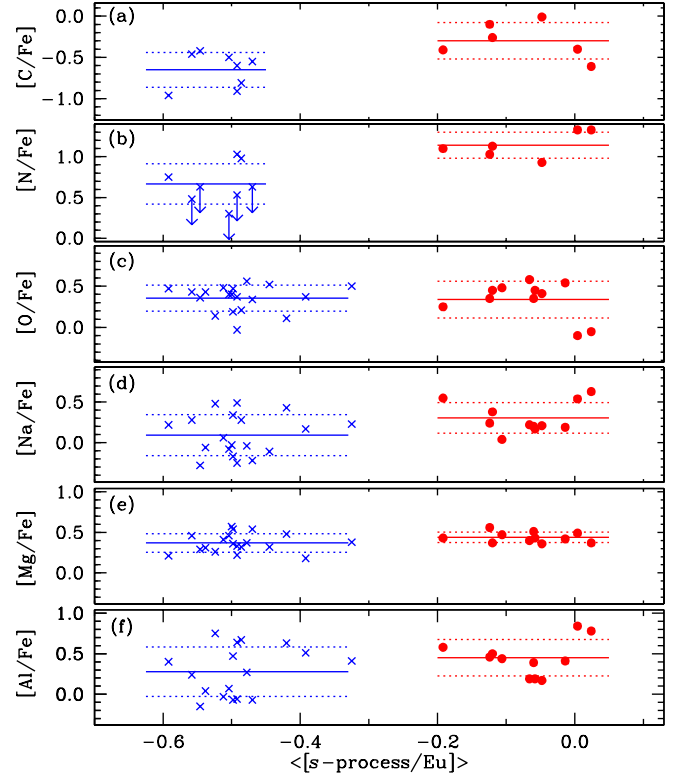 (a)
[C/Fe]
0.0
−0.5
−1.0
(b)
[N/Fe]
1.0
0.5
0.0
(c)
[O/Fe]
0.5
0.0
(d)
[Na/Fe]
0.5
0.0
(e)
[Mg/Fe]
1.0
0.5
0.0
(f)
[Al/Fe]
1.0
0.5
0.0
−0.6 −0.4 −0.2 0.0
<[s−process/Eu]>